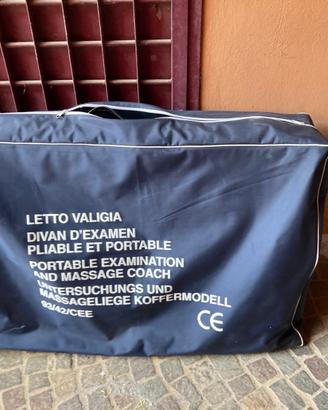 LETTO VALIGIA
DIVAN D'EXAMEN
PLIABLE ET PORTABLE
PORTABLE EXAMINATION
AND MASSAGE COACH
UNTERSUCHUNGS UND
MASSAGELIEGE KOFFERMODELL
93/42/CEE
CE